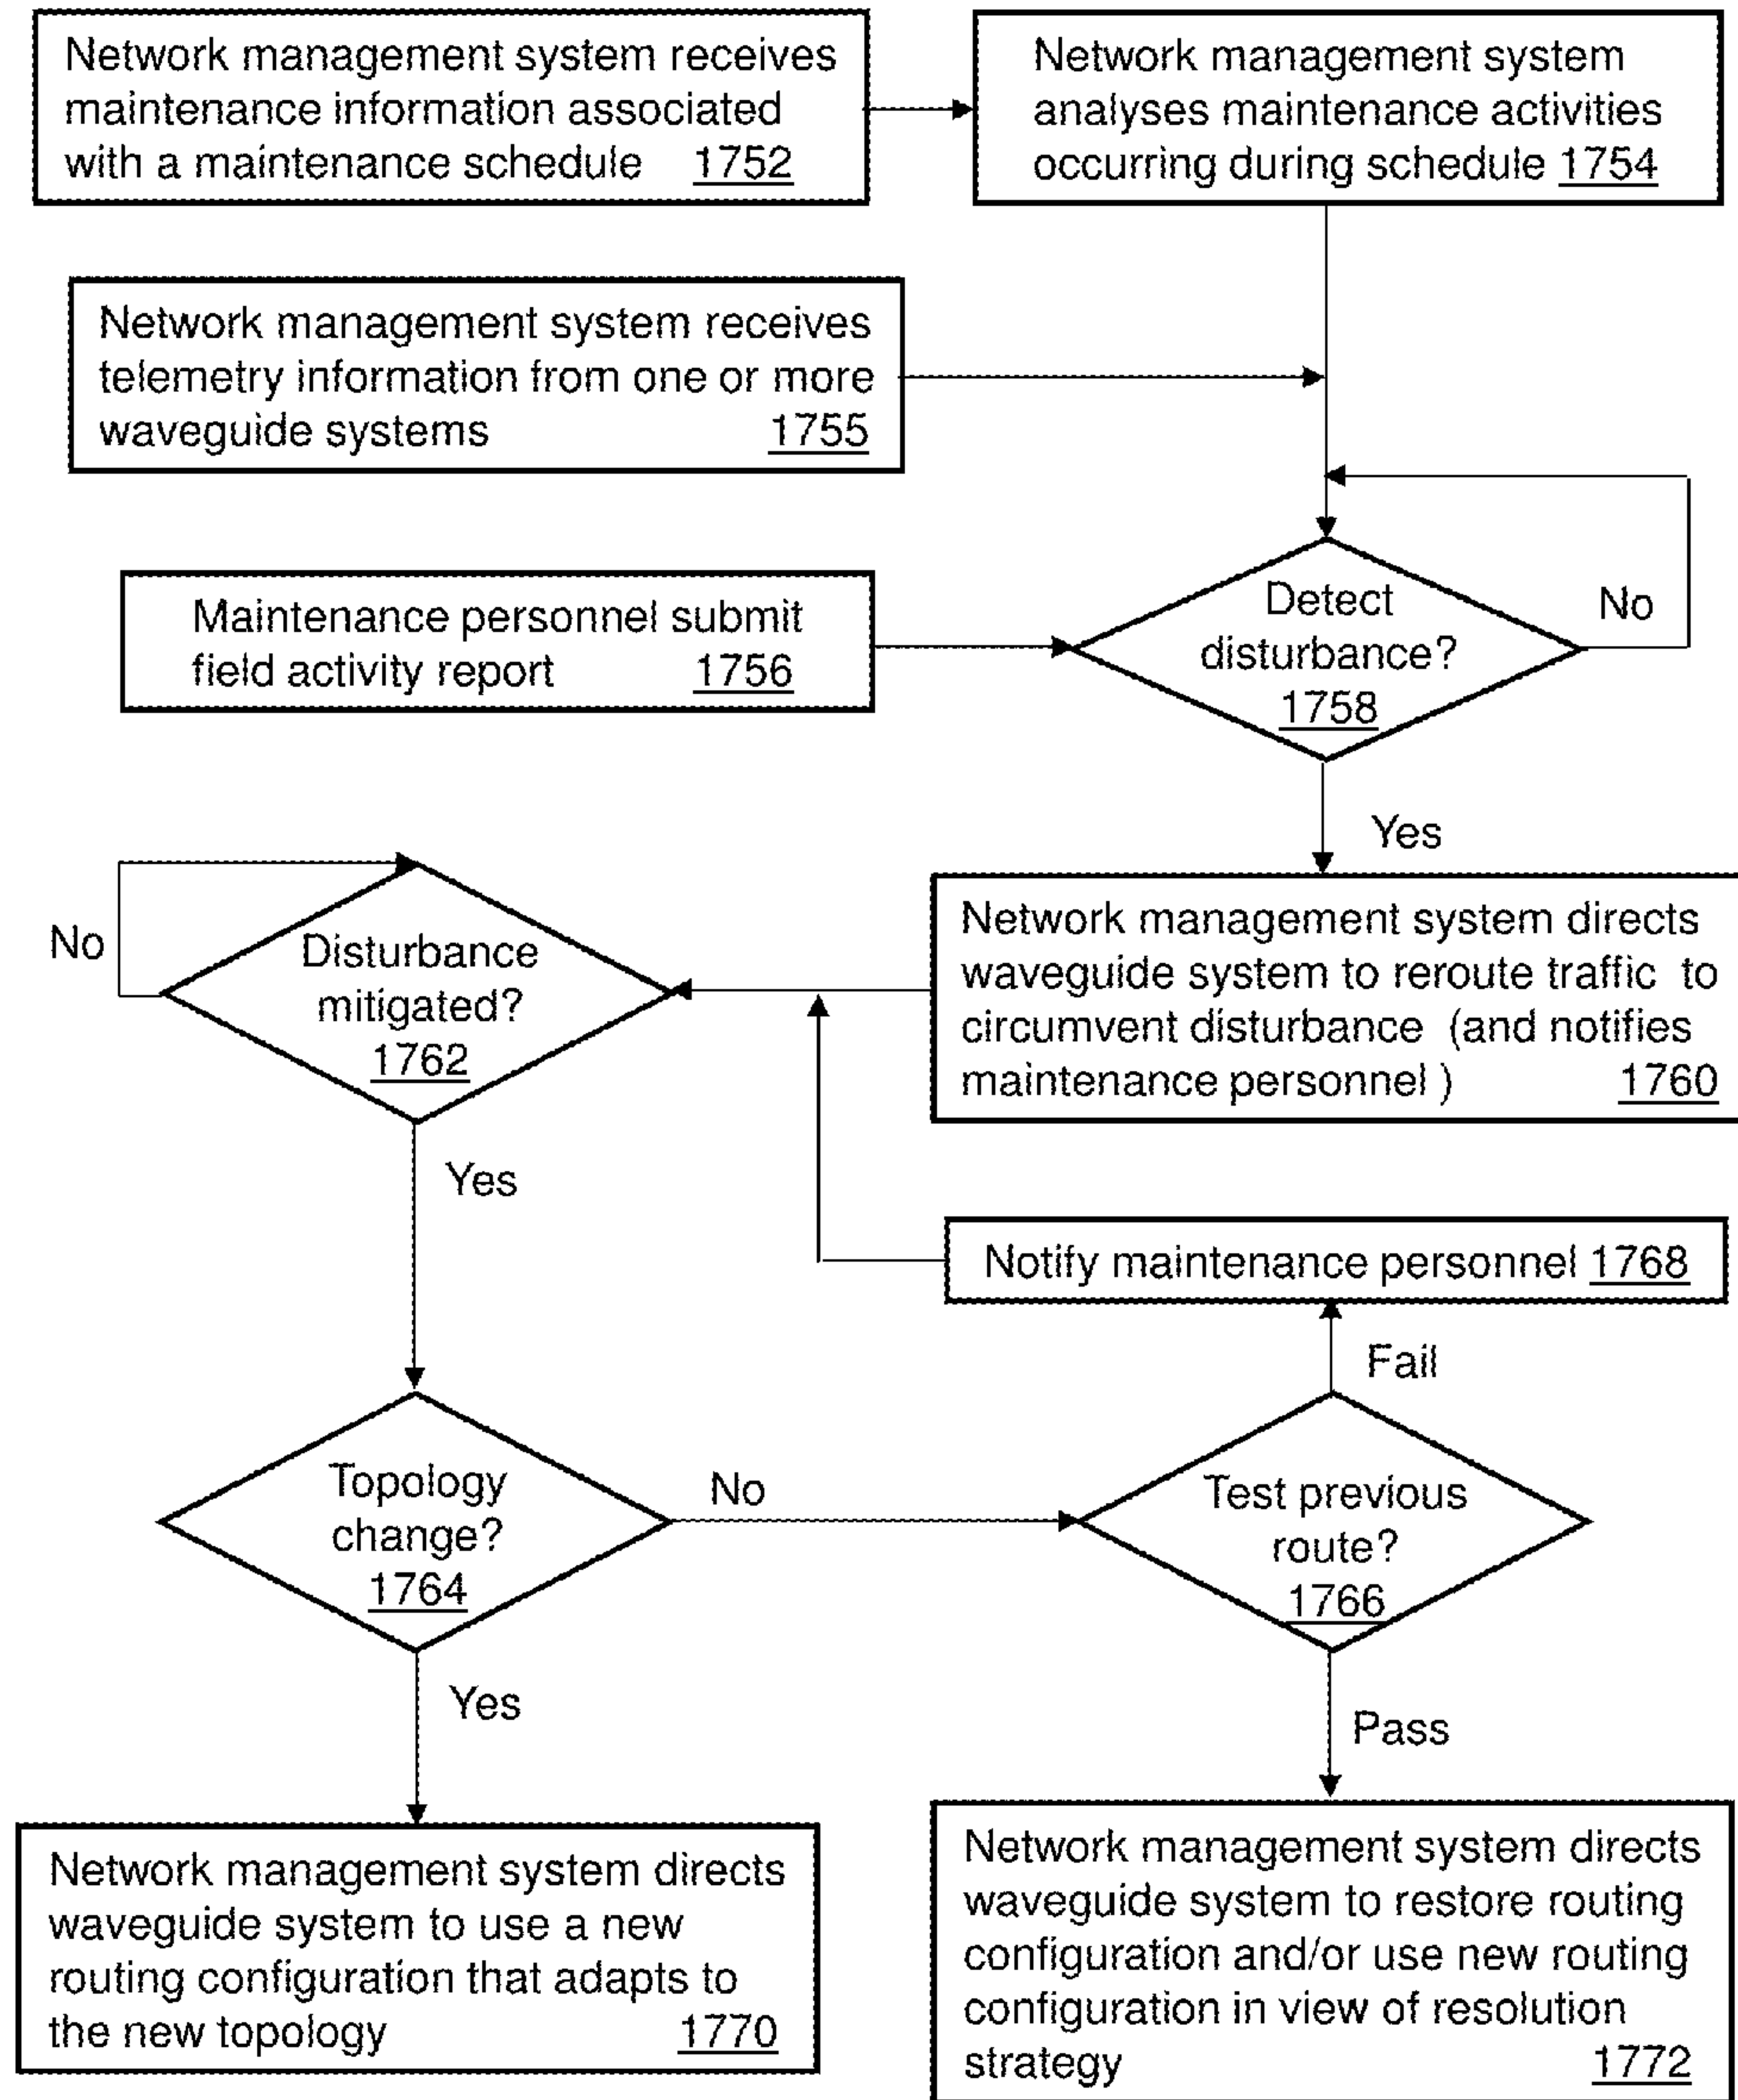 Network management system receives
maintenance information associated
with a maintenance schedule 1752
Network management system
analyses maintenance activities
occurring during schedule 1754
Network management system receives
telemetry information from one or more
waveguide systems 1755
Maintenance personnel submit
field activity report 1756
Detect
disturbance?
1758
No
Yes
Network management system directs
waveguide system to reroute traffic to
circumvent disturbance (and notifies
maintenance personnel ) 1760
No
Disturbance
mitigated?
1762
Yes
Notify maintenance personnel 1768
Fail
Topology
change?
1764
No
Test previous
route?
1766
Yes
Pass
Network management system directs
waveguide system to use a new
routing configuration that adapts to
the new topology 1770
Network management system directs
waveguide system to restore routing
configuration and/or use new routing
configuration in view of resolution
strategy 1772